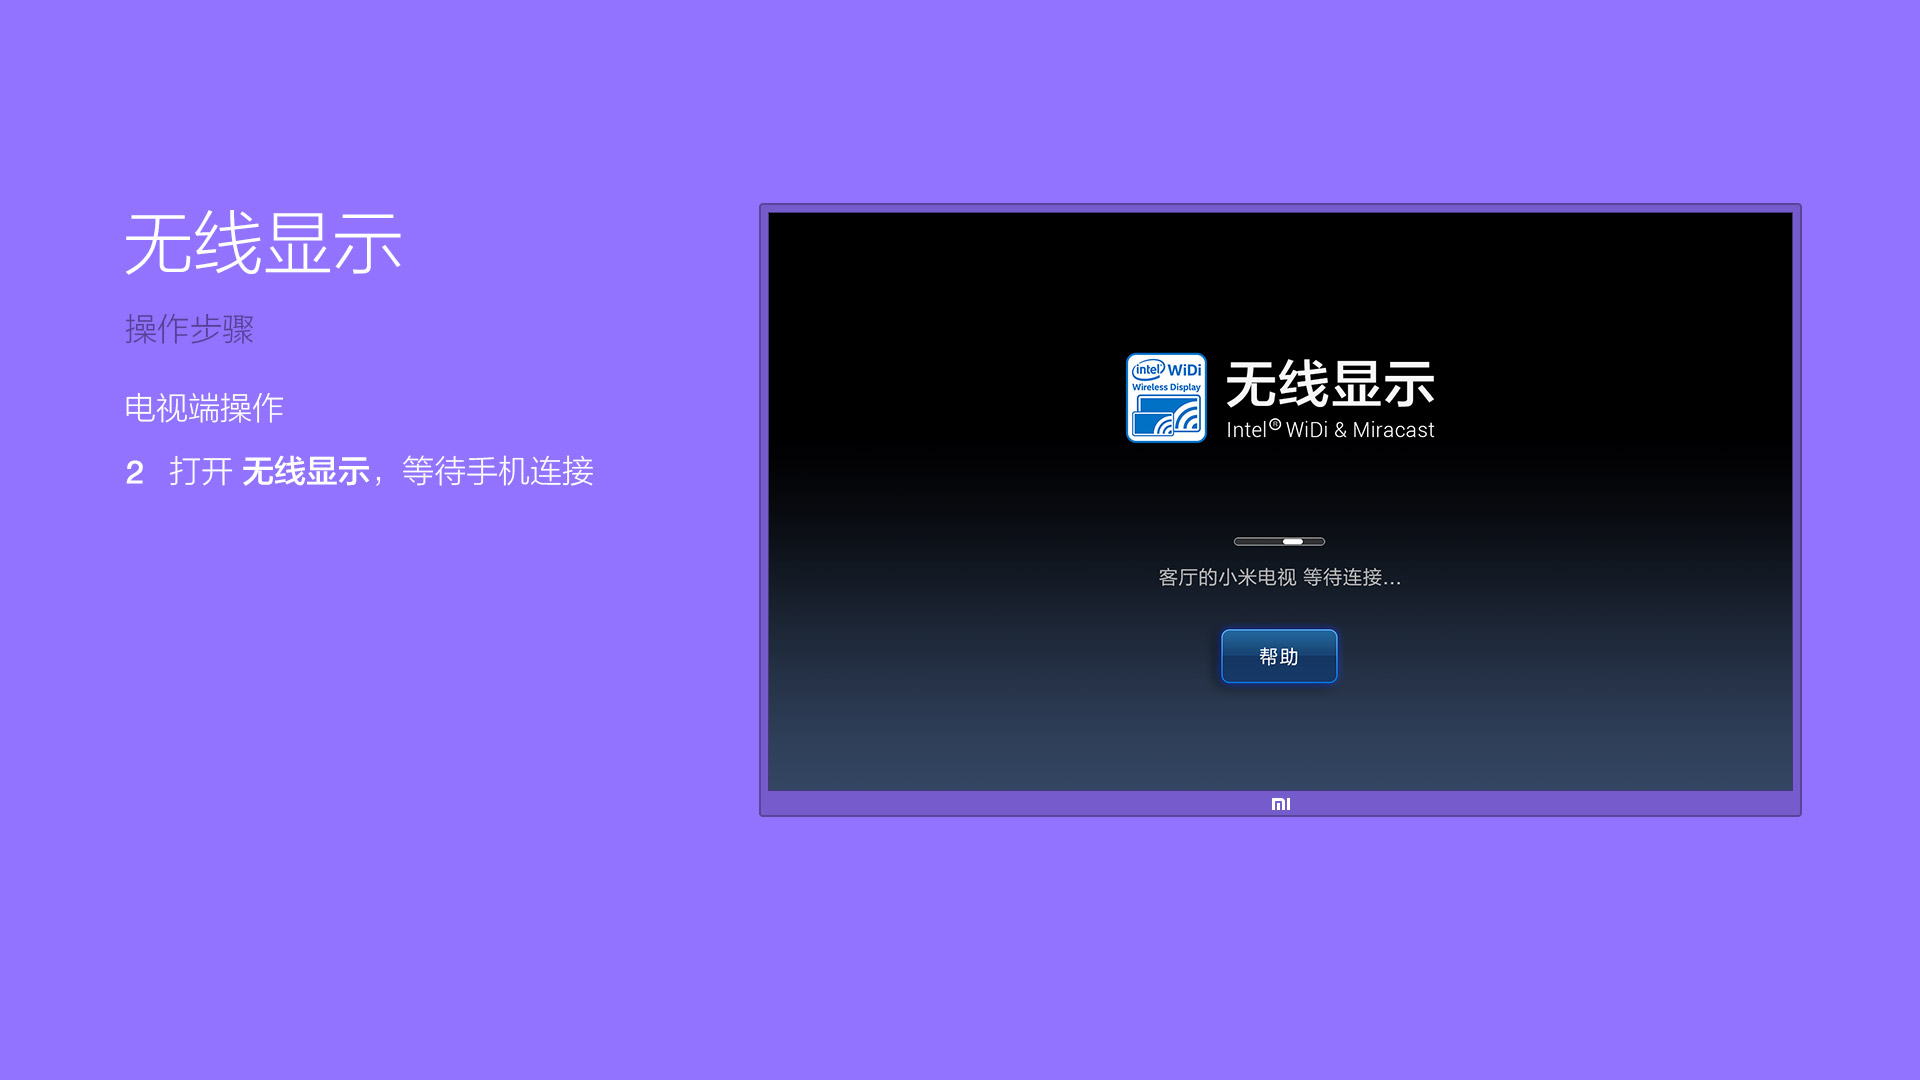 无线显示
操作步骤
电视端操作
2 打开 无线显示，等待手机连接
intel WiDi
Wireless Display
无线显示
Intel® WiDi & Miracast
客厅的小米电视 等待连接...
帮助
MI